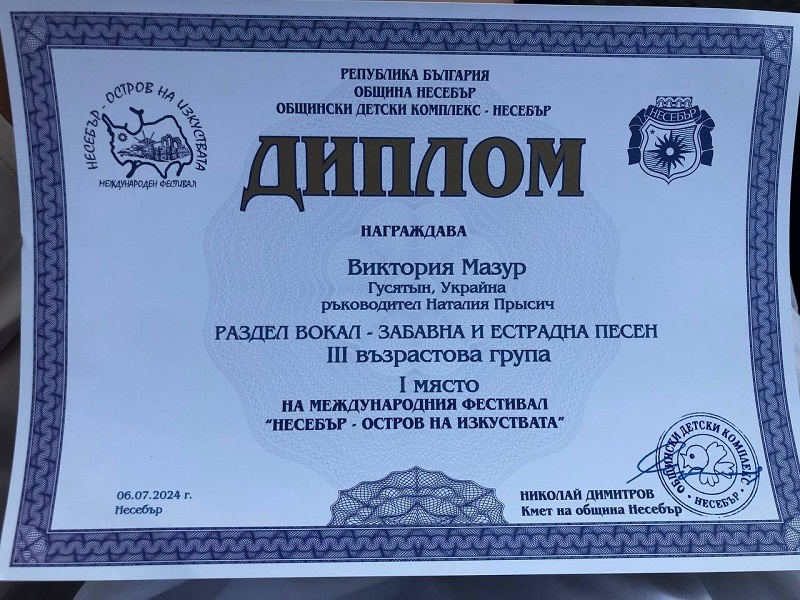 РЕПУБЛИКА БЪЛГАРИЯ
ОБЩИНА НЕСЕБЪР
ОБЩИНСКИ ДЕТСКИ КОМПЛЕКС - НЕСЕБЪР
НЕСЕБЪР - ОСТРОВ НА ИЗКУСТВАТА
МЕЖДУНАРОДЕН ФЕСТИВАЛ
НЕСЕБЪР
ДИПЛОМ
НАГРАЖДАВА
Виктория Мазур
Гусятын, Украйна
ръководител Наталия Прысич
РАЗДЕЛ ВОКАЛ - ЗАБАВНА И ЕСТРАДНА ПЕСЕН
III възрастова група
I място
НА МЕЖДУНАРОДНИЯ ФЕСТИВАЛ
"НЕСЕБЪР - ОСТРОВ НА ИЗКУСТВАТА"
06.07.2024 г.
Несебър
НИКОЛАЙ ДИМИТРОВ
Кмет на община Несебър
ОБЩИНСКИ ДЕТСКИ КОМПЛЕКС
• НЕСЕБЪР •